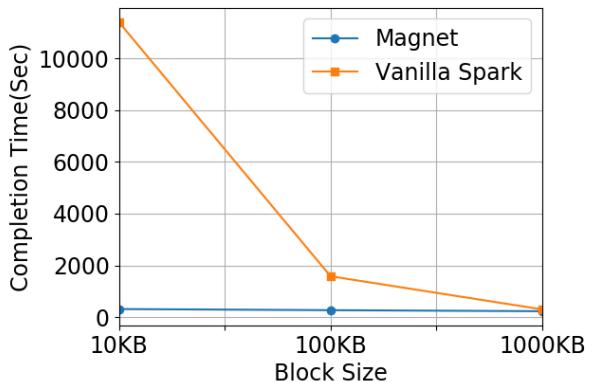 Magnet
Vanilla Spark
Completion Time(Sec)
10000
8000
6000
4000
2000
0
10KB
100KB
1000KB
Block Size